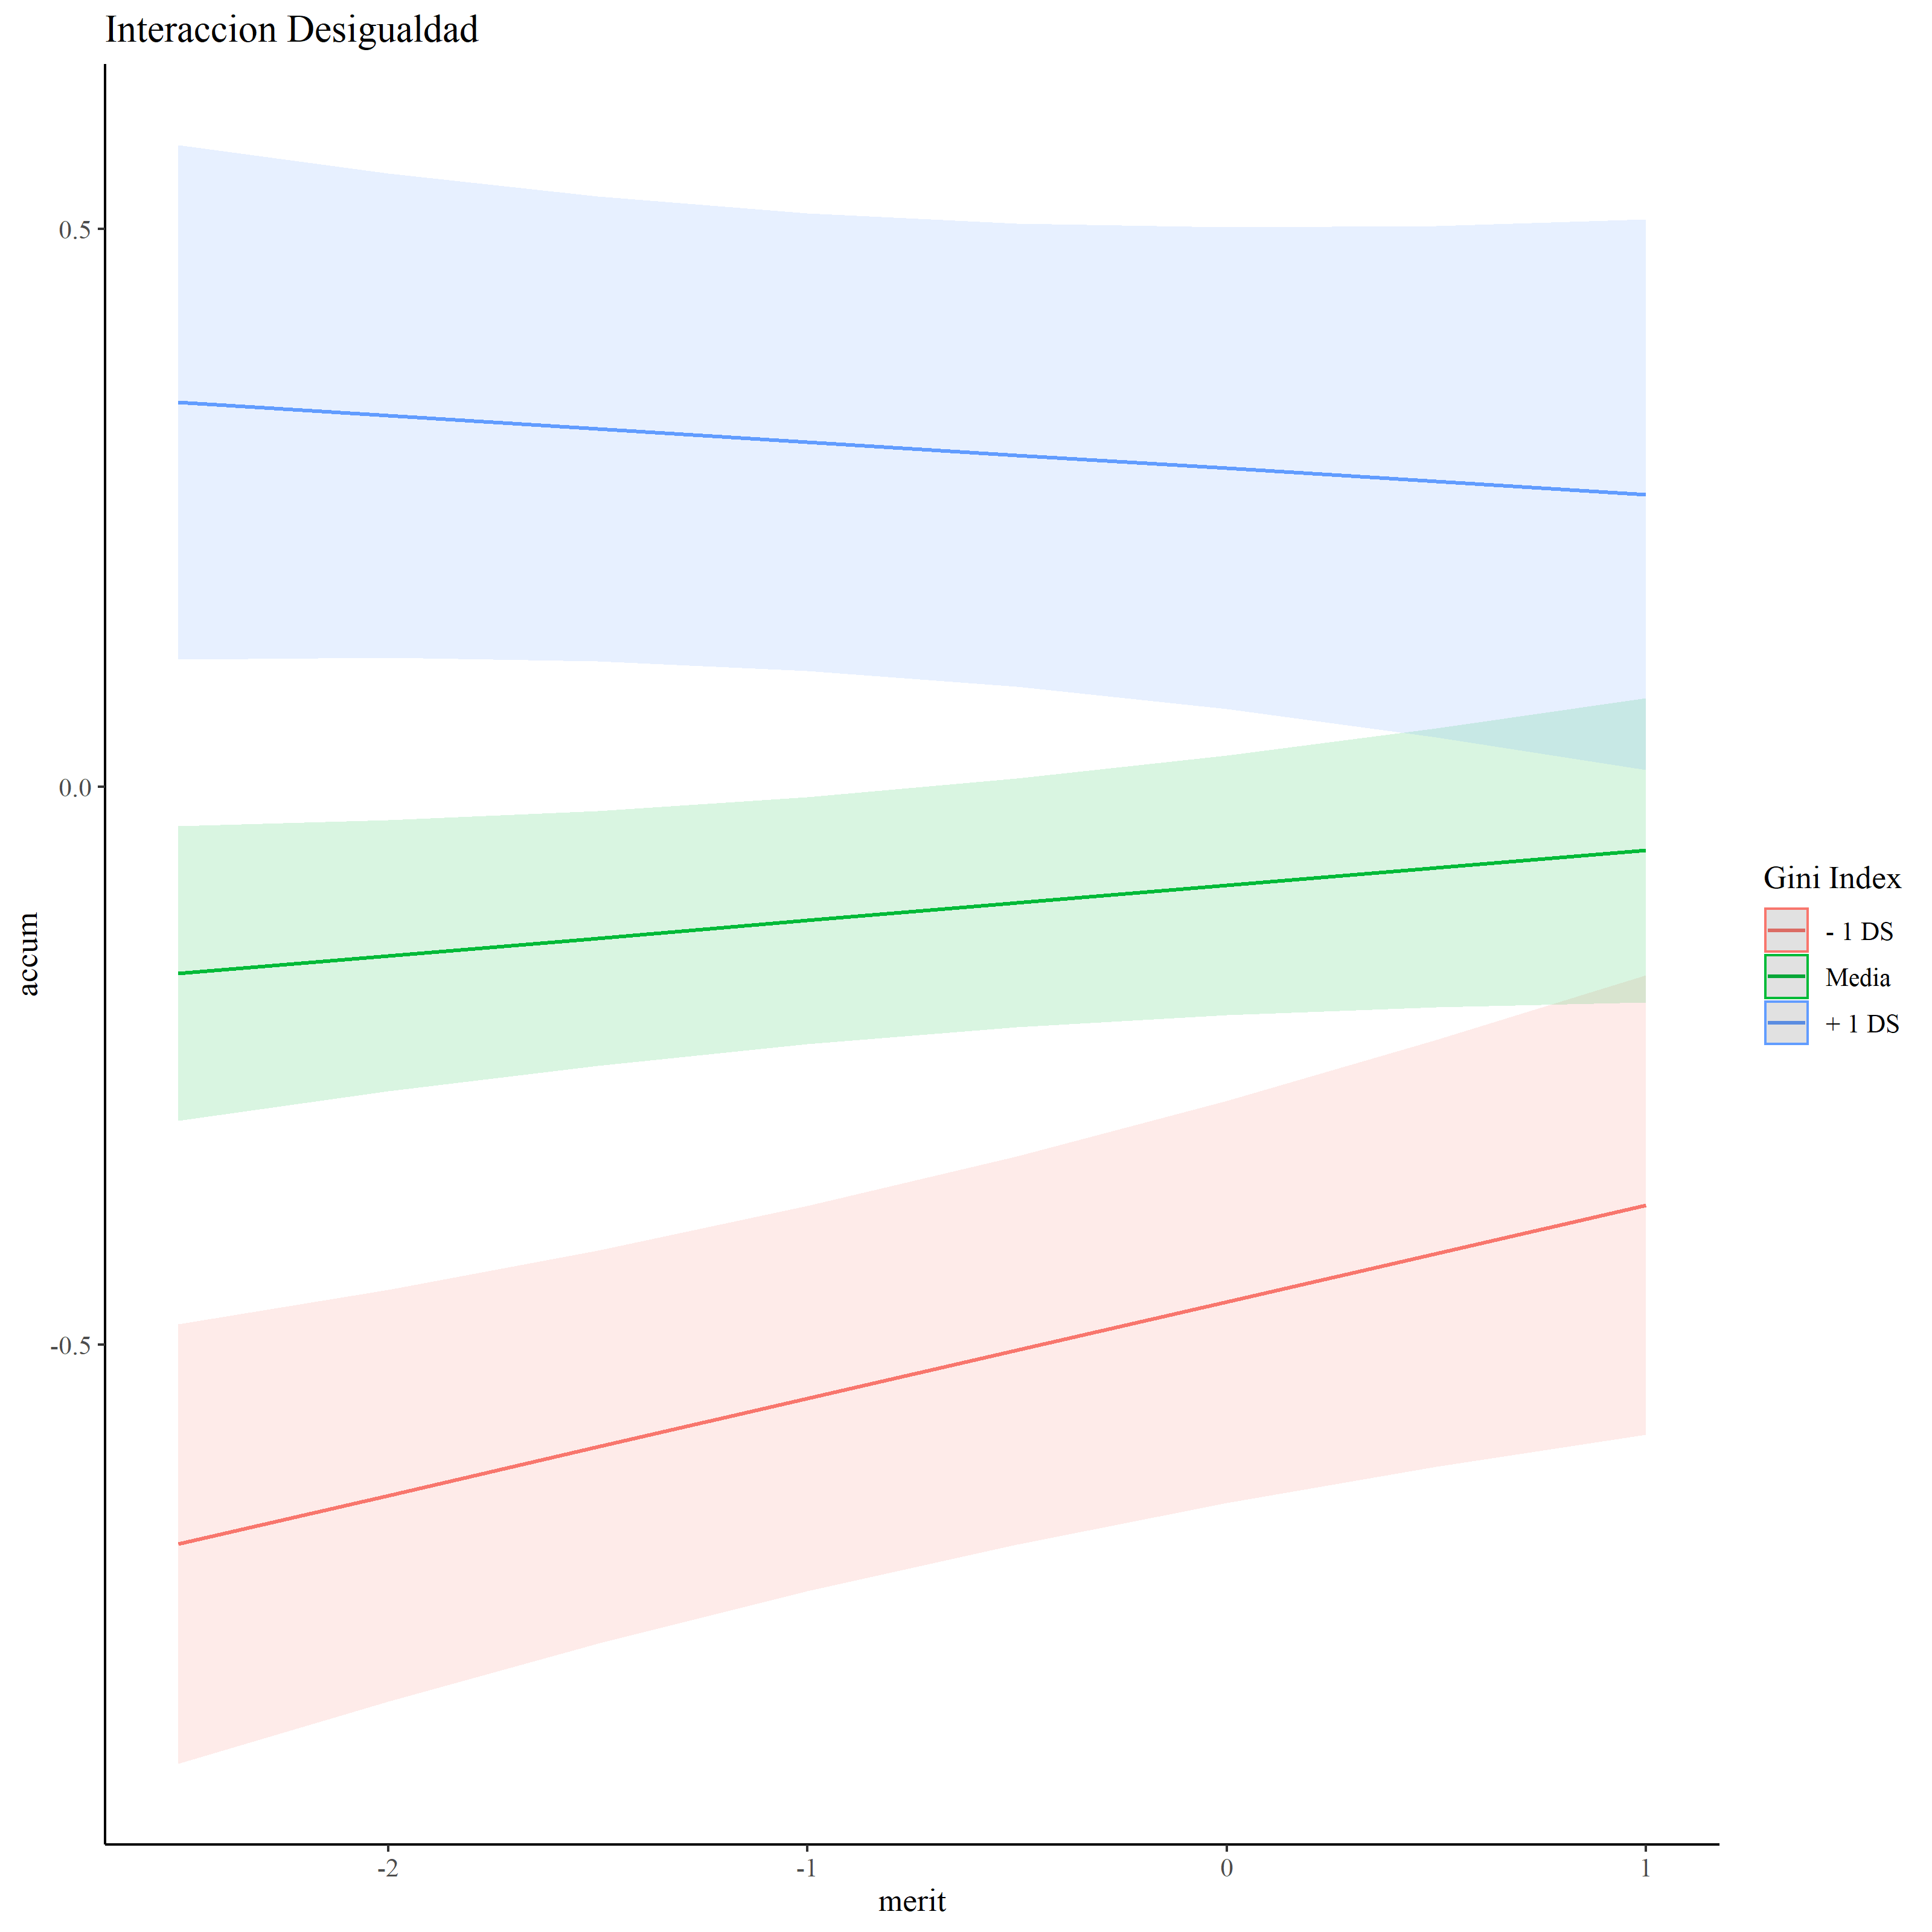 Interaccion Desigualdad
0.5
0.0
-0.5
accum
-2
-1
0
1
merit
Gini Index
- 1 DS
Media
+ 1 DS